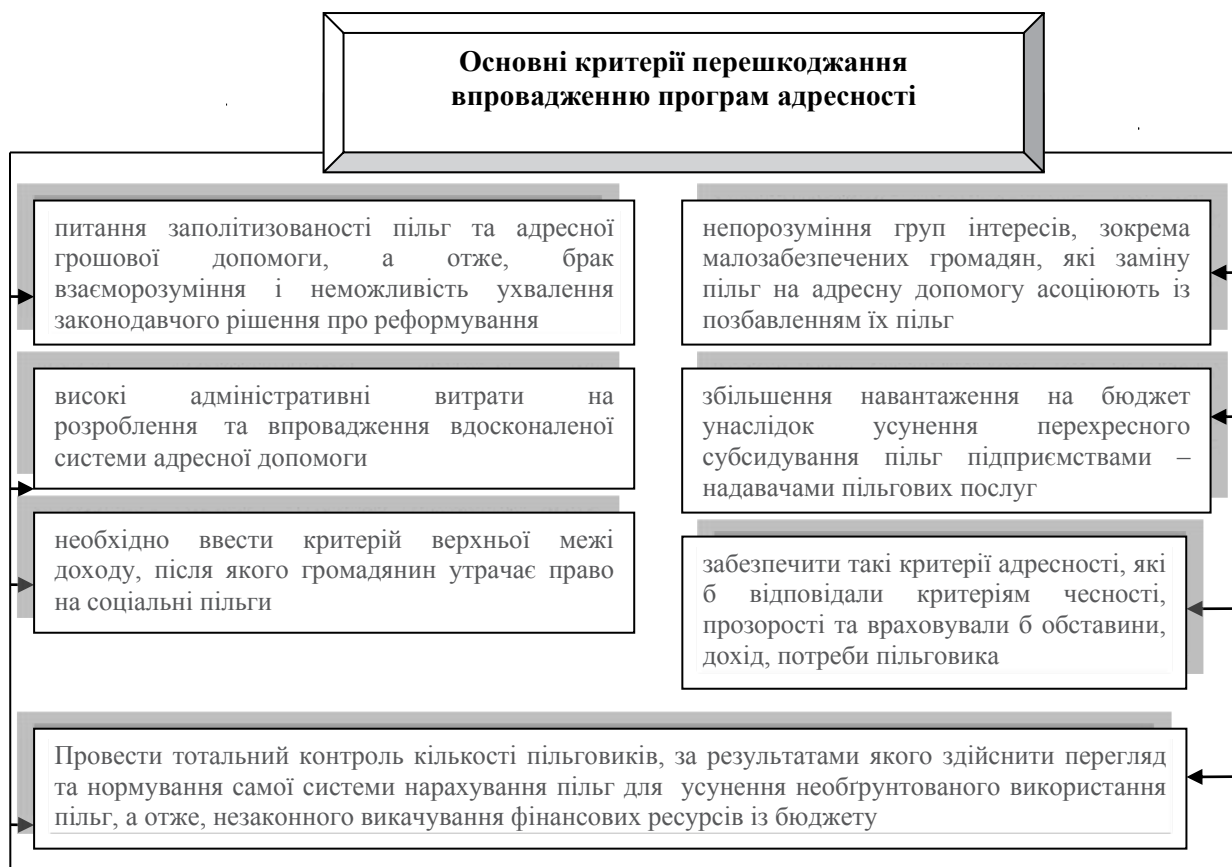 Основні критерії перешкоджання
впровадженню програм адресності
питання заполітизованості пільг та адресної
грошової допомоги, а отже, брак
взаєморозуміння і неможливість ухвалення
законодавчого рішення про реформування
високі адміністративні витрати на
розроблення та впровадження вдосконаленої
системи адресної допомоги
необхідно ввести критерій верхньої межі
доходу, після якого громадянин утрачає право
на соціальні пільги
непорозуміння груп інтересів, зокрема
малозабезпечених громадян, які заміну
пільг на адресну допомогу асоціюють із
позбавленням їх пільг
збільшення навантаження на бюджет
унаслідок усунення перехресного
субсидування пільг підприємствами –
надавачами пільгових послуг
забезпечити такі критерії адресності, які
б відповідали критеріям чесності,
прозорості та враховували б обставини,
дохід, потреби пільговика
Провести тотальний контроль кількості пільговиків, за результатами якого здійснити перегляд
та нормування самої системи нарахування пільг для усунення необґрунтованого використання
пільг, а отже, незаконного викачування фінансових ресурсів із бюджету